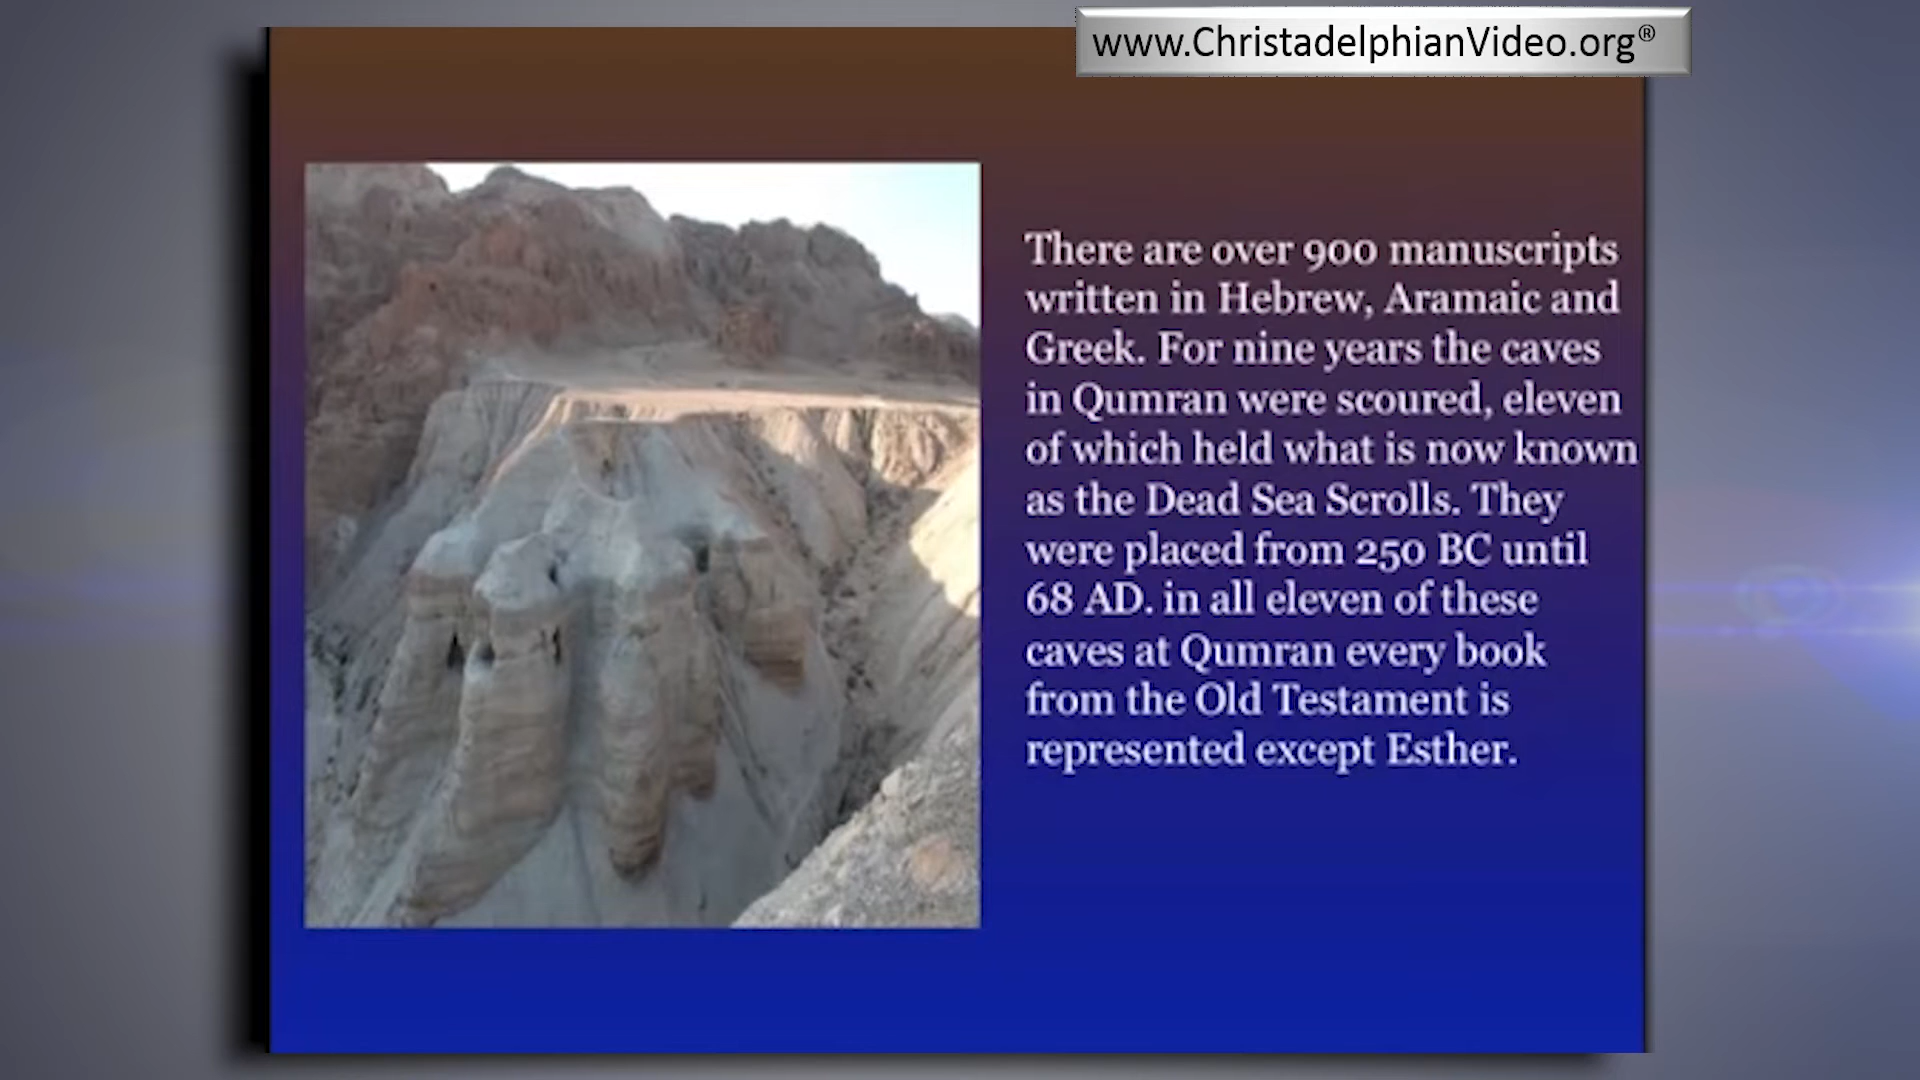 www.ChristadelphianVideo.org®
There are over 900 manuscripts
written in Hebrew, Aramaic and
Greek. For nine years the caves
in Qumran were scoured, eleven
of which held what is now known
as the Dead Sea Scrolls. They
were placed from 250 BC until
68 AD. in all eleven of these
caves at Qumran every book
from the Old Testament is
represented except Esther.